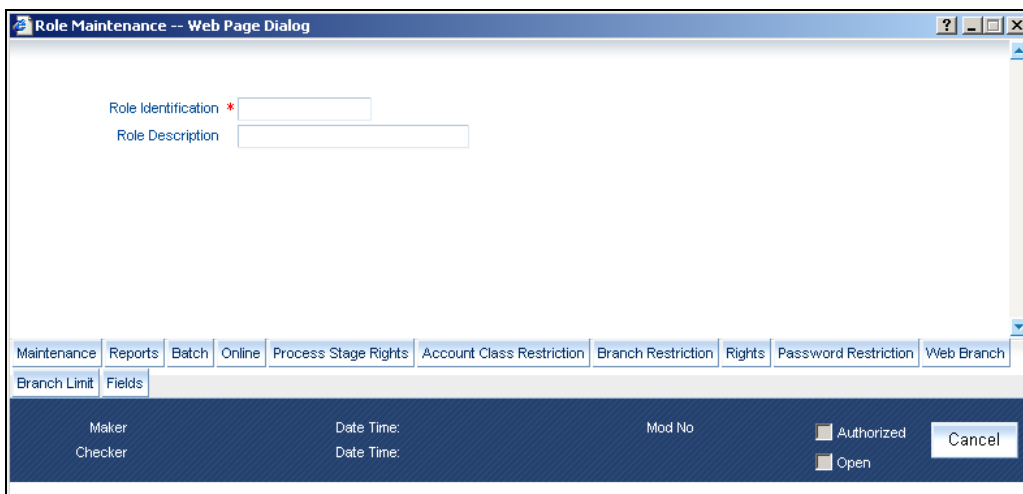 Role Maintenance -- Web Page Dialog
Role Identification *
Role Description
Maintenance Reports Batch Online Process Stage Rights Account Class Restriction Branch Restriction Rights Password Restriction Web Branch
Branch Limit Fields
Maker Date Time: Mod No Authorized Cancel
Checker Date Time: Open